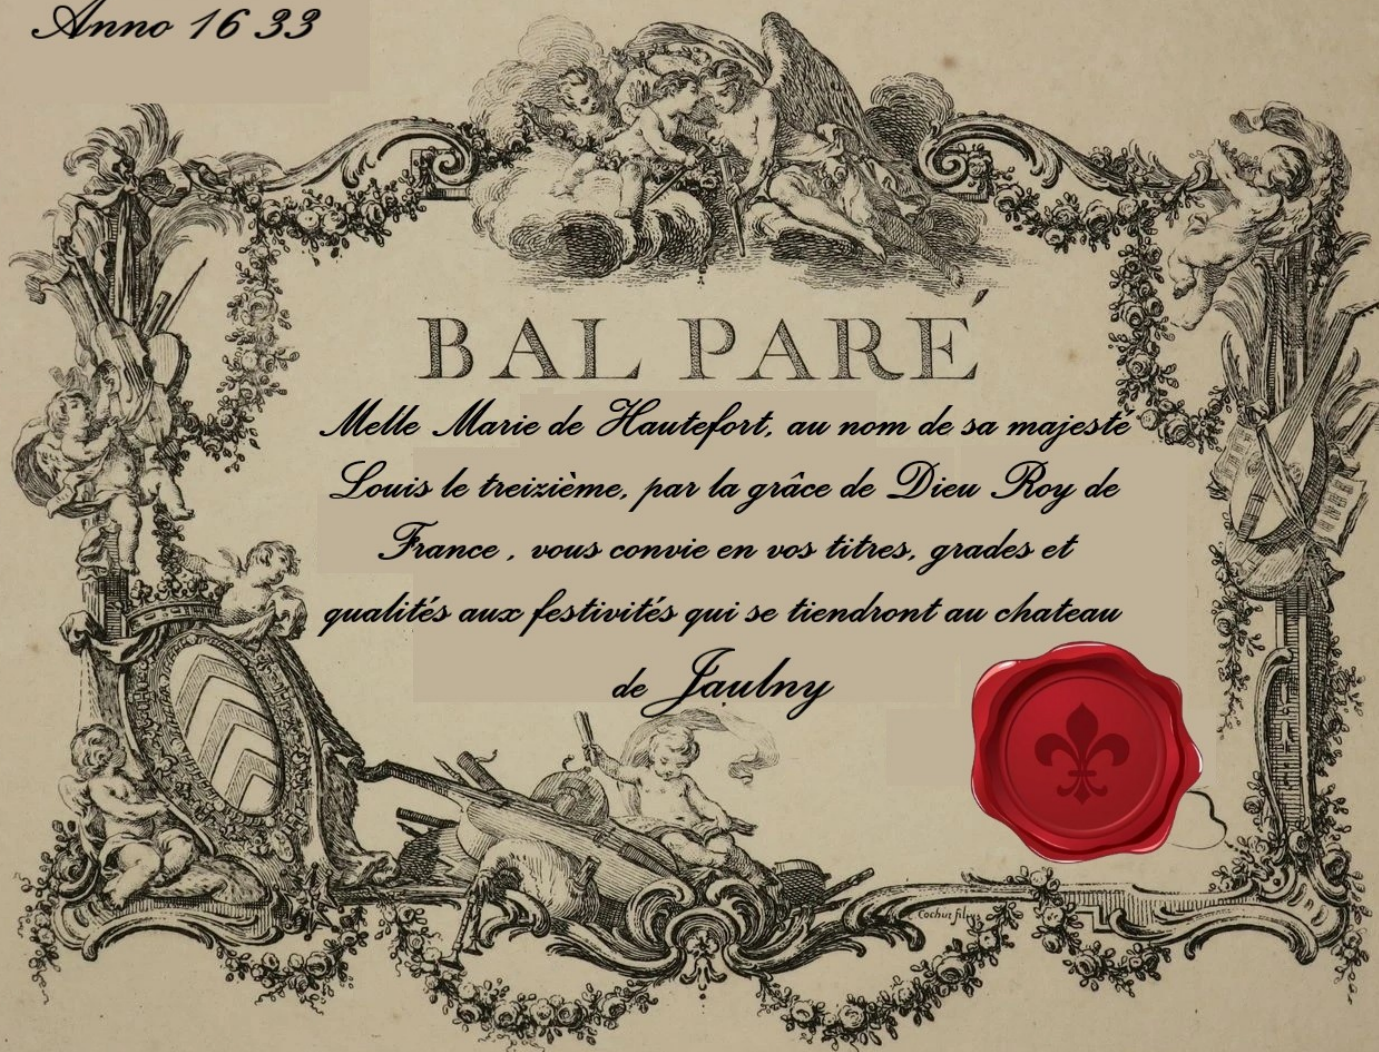 Anno 16 33
BAL PARÉ
Melle Marie de Hautefort, au nom de sa majesté
Louis le treizième, par la grâce de Dieu Roy de
France , vous convie en vos titres, grades et
qualités aux festivités qui se tiendront au chateau
de Jaulny
Cochin filius